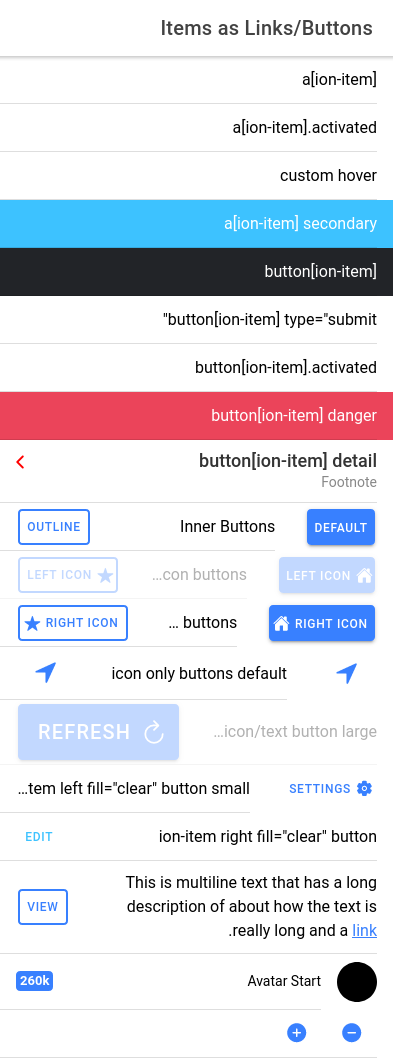 Items as Links/Buttons
a[ion-item]
a[ion-item].activated
custom hover
a[ion-item] secondary
button[ion-item]
"button[ion-item] type="submit
button[ion-item].activated
button[ion-item] danger
button[ion-item] detail
Footnote
DEFAULT
Inner Buttons
OUTLINE
LEFT ICON
...con buttons
LEFT ICON
RIGHT ICON
... buttons
RIGHT ICON
icon only buttons default
...icon/text button large
REFRESH
SETTINGS
...tem left fill="clear" button small
ion-item right fill="clear" button
EDIT
This is multiline text that has a long
description of about how the text is
.really long and a link
VIEW
Avatar Start
260k